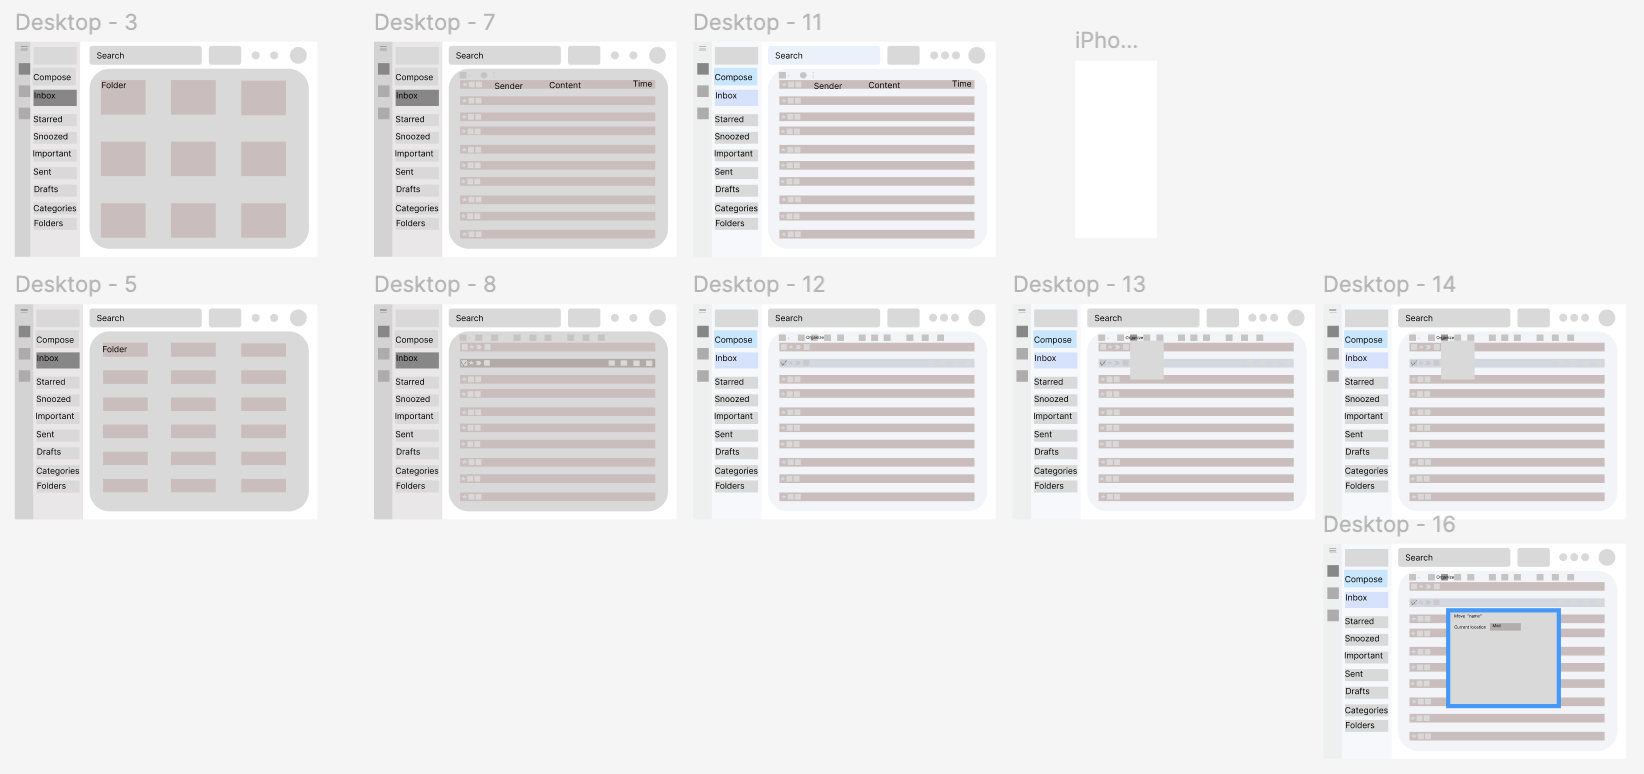 Desktop - 3
Search
Compose
Inbox
Starred
Snoozed
Important
Sent
Drafts
Categories
Folders
Folder
Desktop - 7
Search
Compose
Inbox
Starred
Snoozed
Important
Sent
Drafts
Categories
Folders
Sender
Content
Time
Desktop - 11
Search
Compose
Inbox
Starred
Snoozed
Important
Sent
Drafts
Categories
Folders
Sender
Content
Time
iPho...
Desktop - 5
Search
Compose
Inbox
Starred
Snoozed
Important
Sent
Drafts
Categories
Folders
Folder
Desktop - 8
Search
Compose
Inbox
Starred
Snoozed
Important
Sent
Drafts
Categories
Folders
Desktop - 12
Search
Compose
Inbox
Starred
Snoozed
Important
Sent
Drafts
Categories
Folders
Organize
Desktop - 13
Search
Compose
Inbox
Starred
Snoozed
Important
Sent
Drafts
Categories
Folders
Organize
Desktop - 14
Search
Compose
Inbox
Starred
Snoozed
Important
Sent
Drafts
Categories
Folders
Organize
Desktop - 16
Search
Compose
Inbox
Starred
Snoozed
Important
Sent
Drafts
Categories
Folders
Organize
Move "name"
Current location